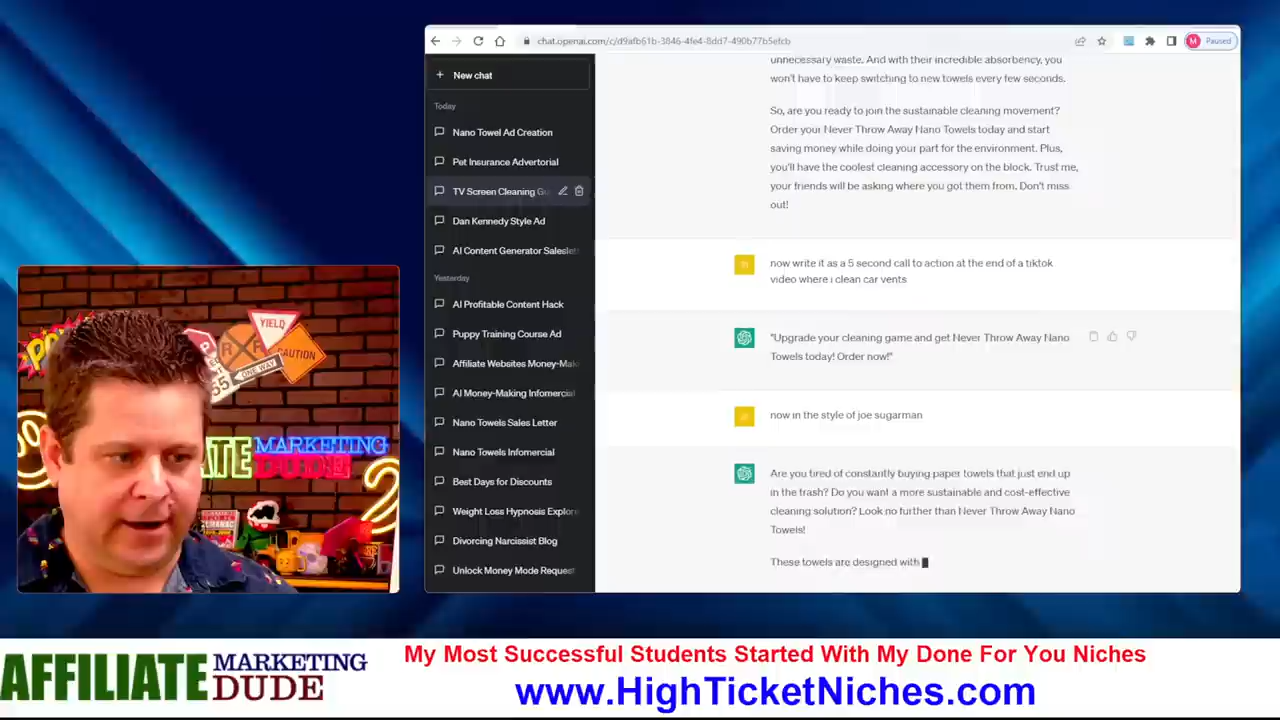 chat.openai.com/c/d9afb61b-3846-4fe4-8dd7-490b77b5efcb
M Paused
+ New chat
Today
Nano Towel Ad Creation
Pet Insurance Advertorial
TV Screen Cleaning
Dan Kennedy Style Ad
AI Content Generator Saleslett
Yesterday
AI Profitable Content Hack
Puppy Training Course Ad
Affiliate Websites Money-Mak
AI Money-Making Infomercial
Nano Towels Sales Letter
Nano Towels Infomercial
Best Days for Discounts
Weight Loss Hypnosis Explore
Divorcing Narcissist Blog
Unlock Money Mode Request
unnecessary waste. And with their incredible absorbency, you
won't have to keep switching to new towels every few seconds.
So, are you ready to join the sustainable cleaning movement?
Order your Never Throw Away Nano Towels today and start
saving money while doing your part for the environment. Plus,
you'll have the coolest cleaning accessory on the block. Trust me,
your friends will be asking where you got them from. Don't miss
out!
now write it as a 5 second call to action at the end of a tiktok
video where i clean car vents
"Upgrade your cleaning game and get Never Throw Away Nano
Towels today! Order now!"
now in the style of joe sugarman
Are you tired of constantly buying paper towels that just end up
in the trash? Do you want a more sustainable and cost-effective
cleaning solution? Look no further than Never Throw Away Nano
Towels!
These towels are designed with
YIELD
CAUTION
R R
55
ONE WAY
ATE MARKETING
2
AFFILIATE MARKETING
DUDE
My Most Successful Students Started With My Done For You Niches
www.HighTicketNiches.com